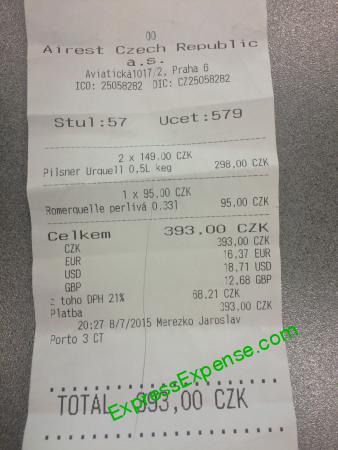 00
Airest Czech Republic
a.s.
Aviatická1017/2, Praha 6
ICO: 25058282 DIC: CZ25058282
Stul:57 Ucet:579
2 x 149.00 CZK
Pilsner Urquell 0,5L keg 298,00 CZK
1 x 95,00 CZK
Romerquelle perlivá 0.33l 95,00 CZK
Celkem 393,00 CZK
CZK 393,00 CZK
EUR 16,37 EUR
USD 18,71 USD
GBP 12,68 GBP
z toho DPH 21% 68.21 CZK
Platba 393,00 CZK
20:27 8/7/2015 Merezko Jaroslav
Porto 3 CT
TOTAL 393,00 CZK
ExpressExpense.com